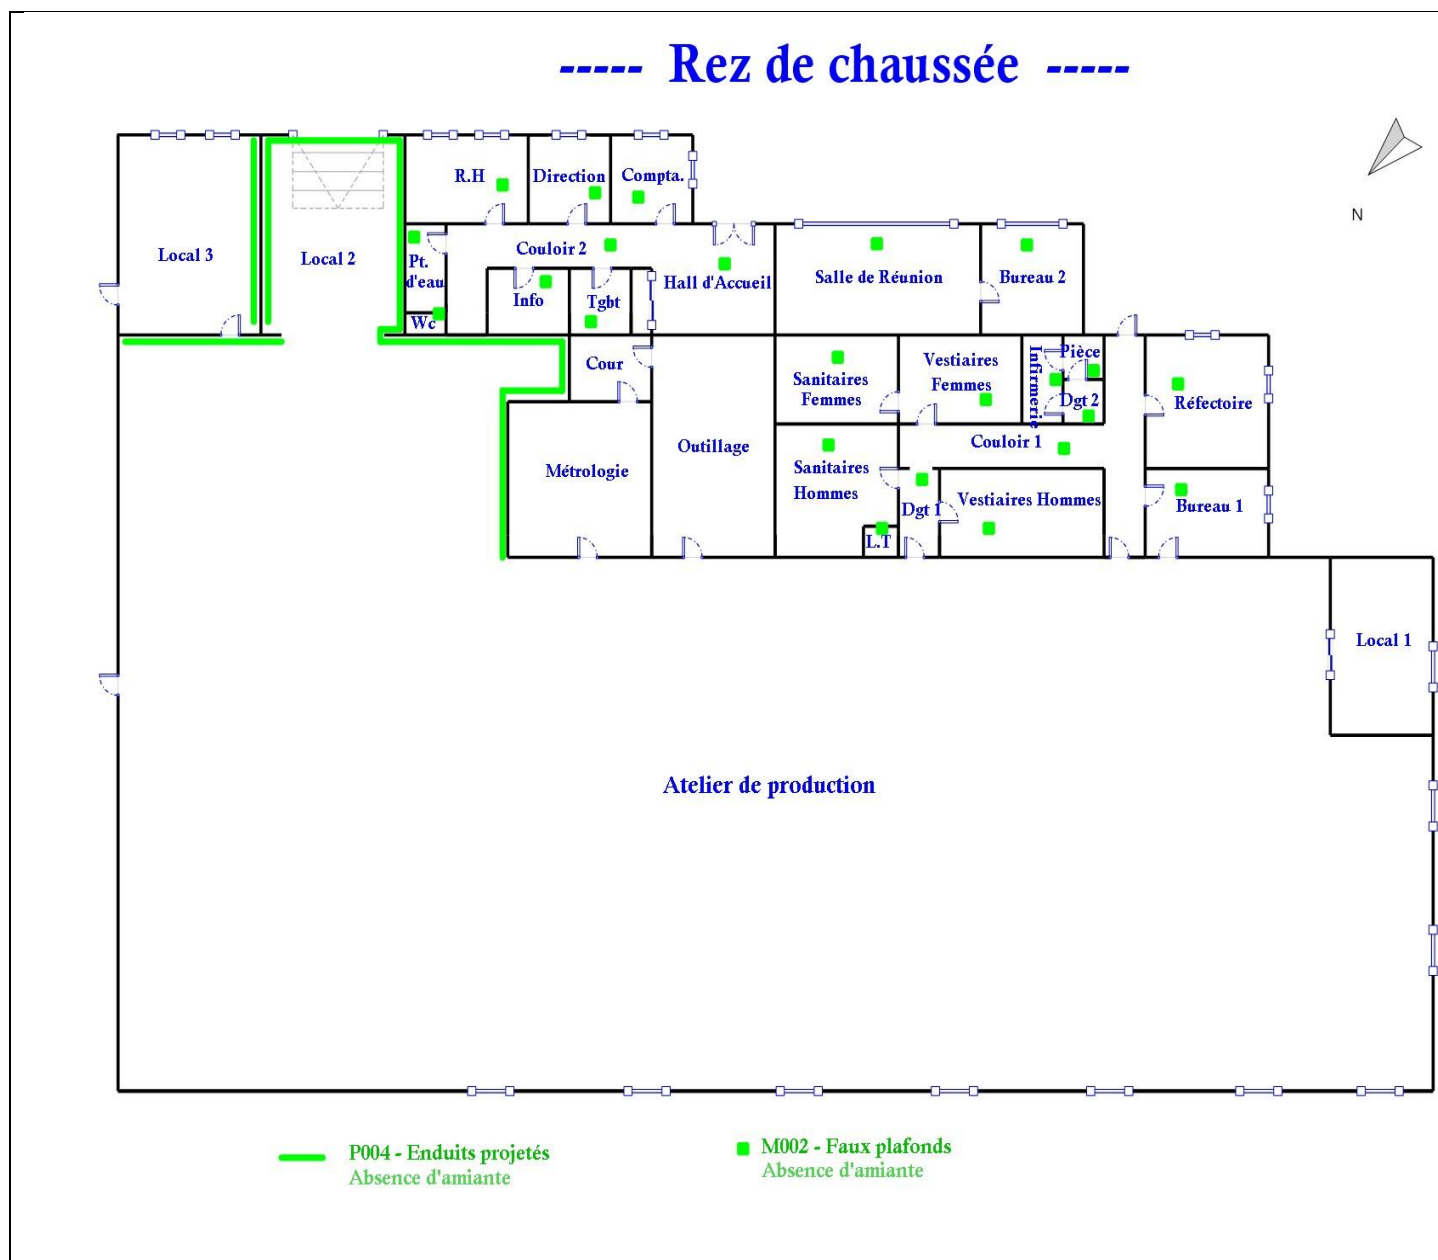 ----- Rez de chaussée -----
N
R.H
Direction
Compta.
Local 3
Local 2
Couloir 2
Pt.
d'eau
Wc
Info
Tgbt
Hall d'Accueil
Salle de Réunion
Bureau 2
Cour
Sanitaires
Femmes
Vestiaires
Femmes
Infirmerie
Pièce
Dgt 2
Réfectoire
Métrologie
Outillage
Couloir 1
Sanitaires
Hommes
Dgt 1
Vestiaires Hommes
Bureau 1
L.T
Local 1
Atelier de production
P004 - Enduits projetés
Absence d'amiante
M002 - Faux plafonds
Absence d'amiante